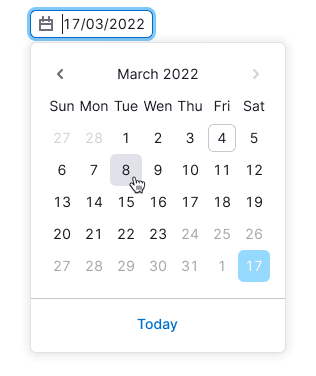 17/03/2022
March 2022
Sun Mon Tue Wen Thu Fri Sat
27 28 1 2 3 4 5
6 7 8 9 10 11 12
13 14 15 16 17 18 19
20 21 22 23 24 25 26
27 28 29 30 31 1 17
Today